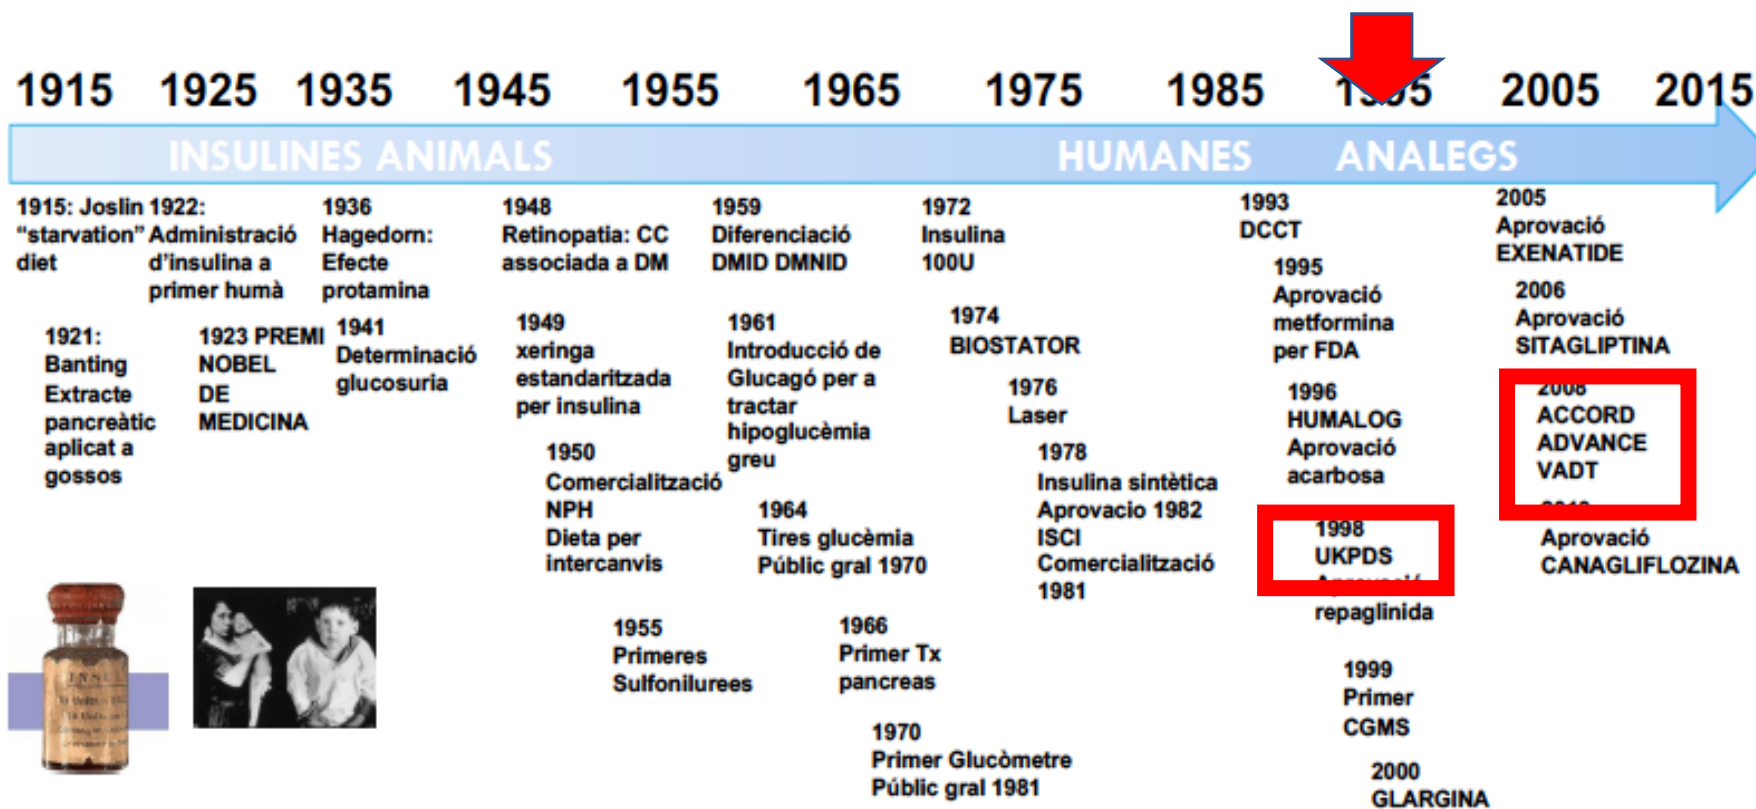 1915 1925 1935 1945 1955 1965 1975 1985 1995 2005 2015
INSULINES ANIMALS HUMANES ANALEGS
1915: Joslin
“starvation”
diet
1922:
Administració
d’insulina a
primer humà
1936
Hagedorn:
Efecte
protamina
1948
Retinopatia: CC
associada a DM
1959
Diferenciació
DMID DMNID
1972
Insulina
100U
1993
DCCT
2005
Aprovació
EXENATIDE
1921:
Banting
Extracte
pancreàtic
aplicat a
gossos
1923 PREMI
NOBEL
DE
MEDICINA
1941
Determinació
glucosuria
1949
xeringa
estandaritzada
per insulina
1961
Introducció de
Glucagó per a
tractar
hipoglucèmia
greu
1974
BIOSTATOR
1995
Aprovació
metformina
per FDA
2006
Aprovació
SITAGLIPTINA
1976
Laser
1996
HUMALOG
Aprovació
acarbosa
2008
ACCORD
ADVANCE
VADT
1950
Comercialització
NPH
Dieta per
intercanvis
1964
Tires glucèmia
Públic gral 1970
1978
Insulina sintètica
Aprovacio 1982
ISCI
Comercialització
1981
1998
UKPDS
Aprovació
repaglinida
Aprovació
CANAGLIFLOZINA
1955
Primeres
Sulfonilurees
1966
Primer Tx
pancreas
1999
Primer
CGMS
1970
Primer Glucòmetre
Públic gral 1981
2000
GLARGINA